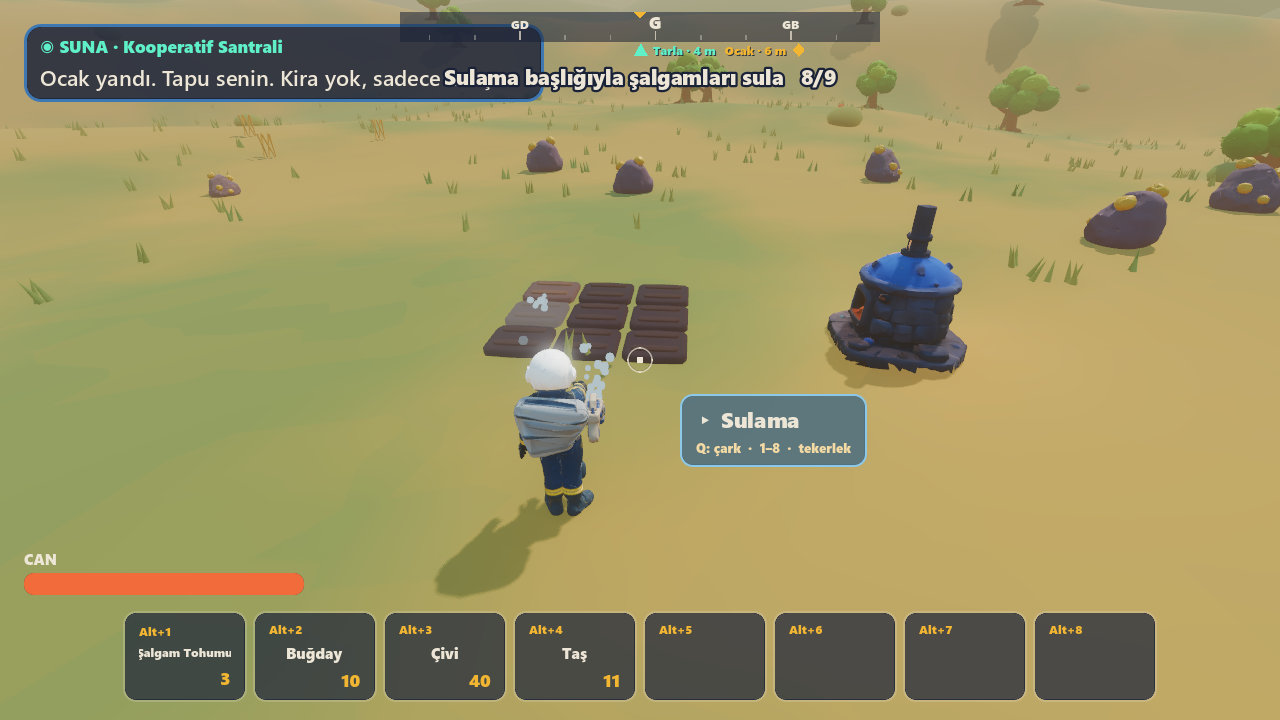 GD G GB
Tarla · 4 m Ocak · 6 m
SUNA · Kooperatif Santrali
Ocak yandı. Tapu senin. Kira yok, sadece
Sulama başlığıyla şalgamları sula 8/9
Sulama
Q: çark · 1–8 · tekerlek
CAN
Alt+1
Şalgam Tohumu
3
Alt+2
Buğday
10
Alt+3
Çivi
40
Alt+4
Taş
11
Alt+5
Alt+6
Alt+7
Alt+8